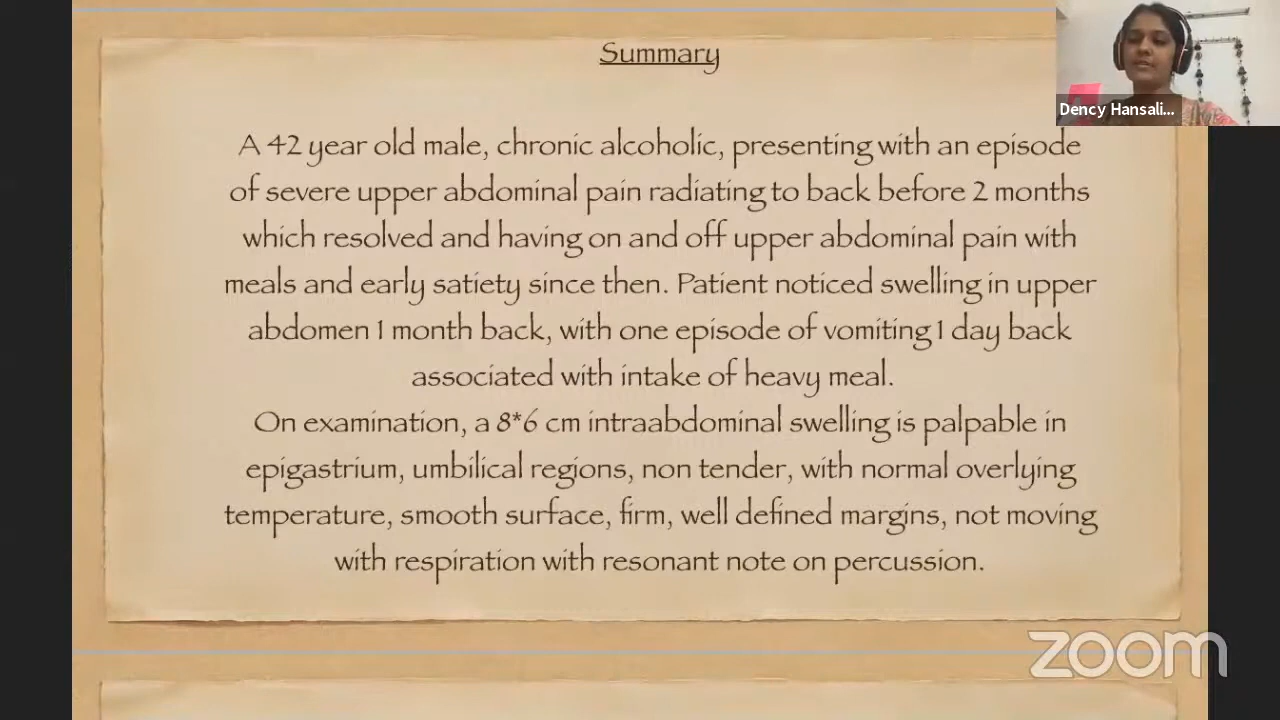 Summary
Dency Hansali...
A 42 year old male, chronic alcoholic, presenting with an episode
of severe upper abdominal pain radiating to back before 2 months
which resolved and having on and off upper abdominal pain with
meals and early satiety since then. Patient noticed swelling in upper
abdomen 1 month back, with one episode of vomiting 1 day back
associated with intake of heavy meal.
On examination, a 8*6 cm intraabdominal swelling is palpable in
epigastrium, umbilical regions, non tender, with normal overlying
temperature, smooth surface, firm, well defined margins, not moving
with respiration with resonant note on percussion.
zoom